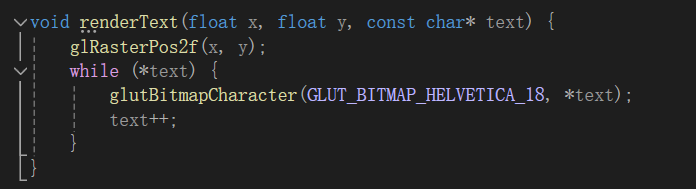 void renderText(float x, float y, const char* text) {
    glRasterPos2f(x, y);
    while (*text) {
        glutBitmapCharacter(GLUT_BITMAP_HELVETICA_18, *text);
        text++;
    }
}